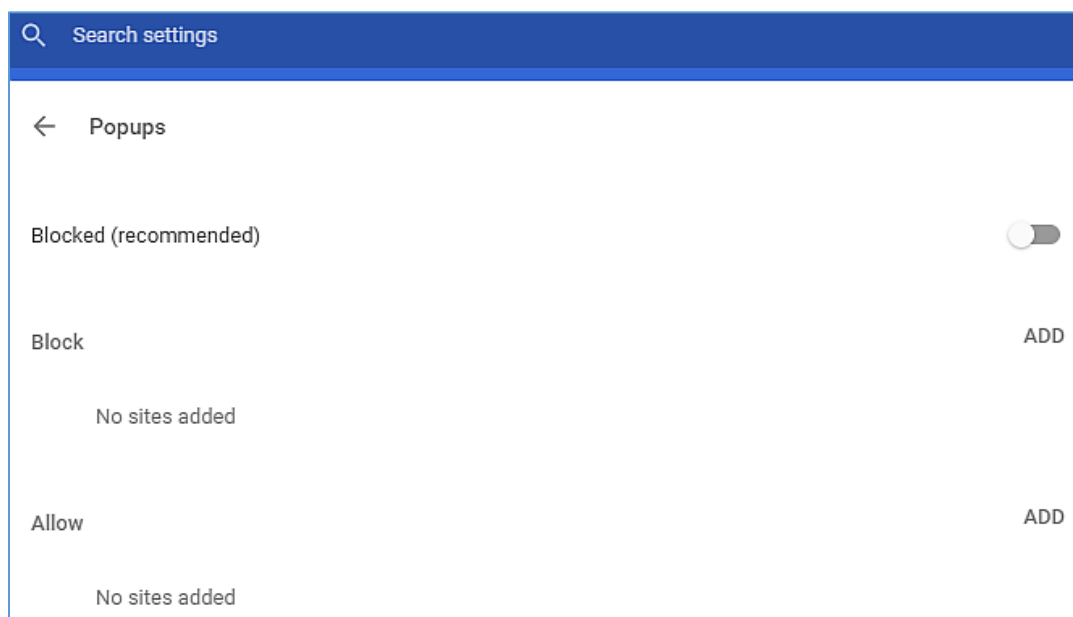 Search settings
Popups
Blocked (recommended)
Block
ADD
No sites added
Allow
ADD
No sites added